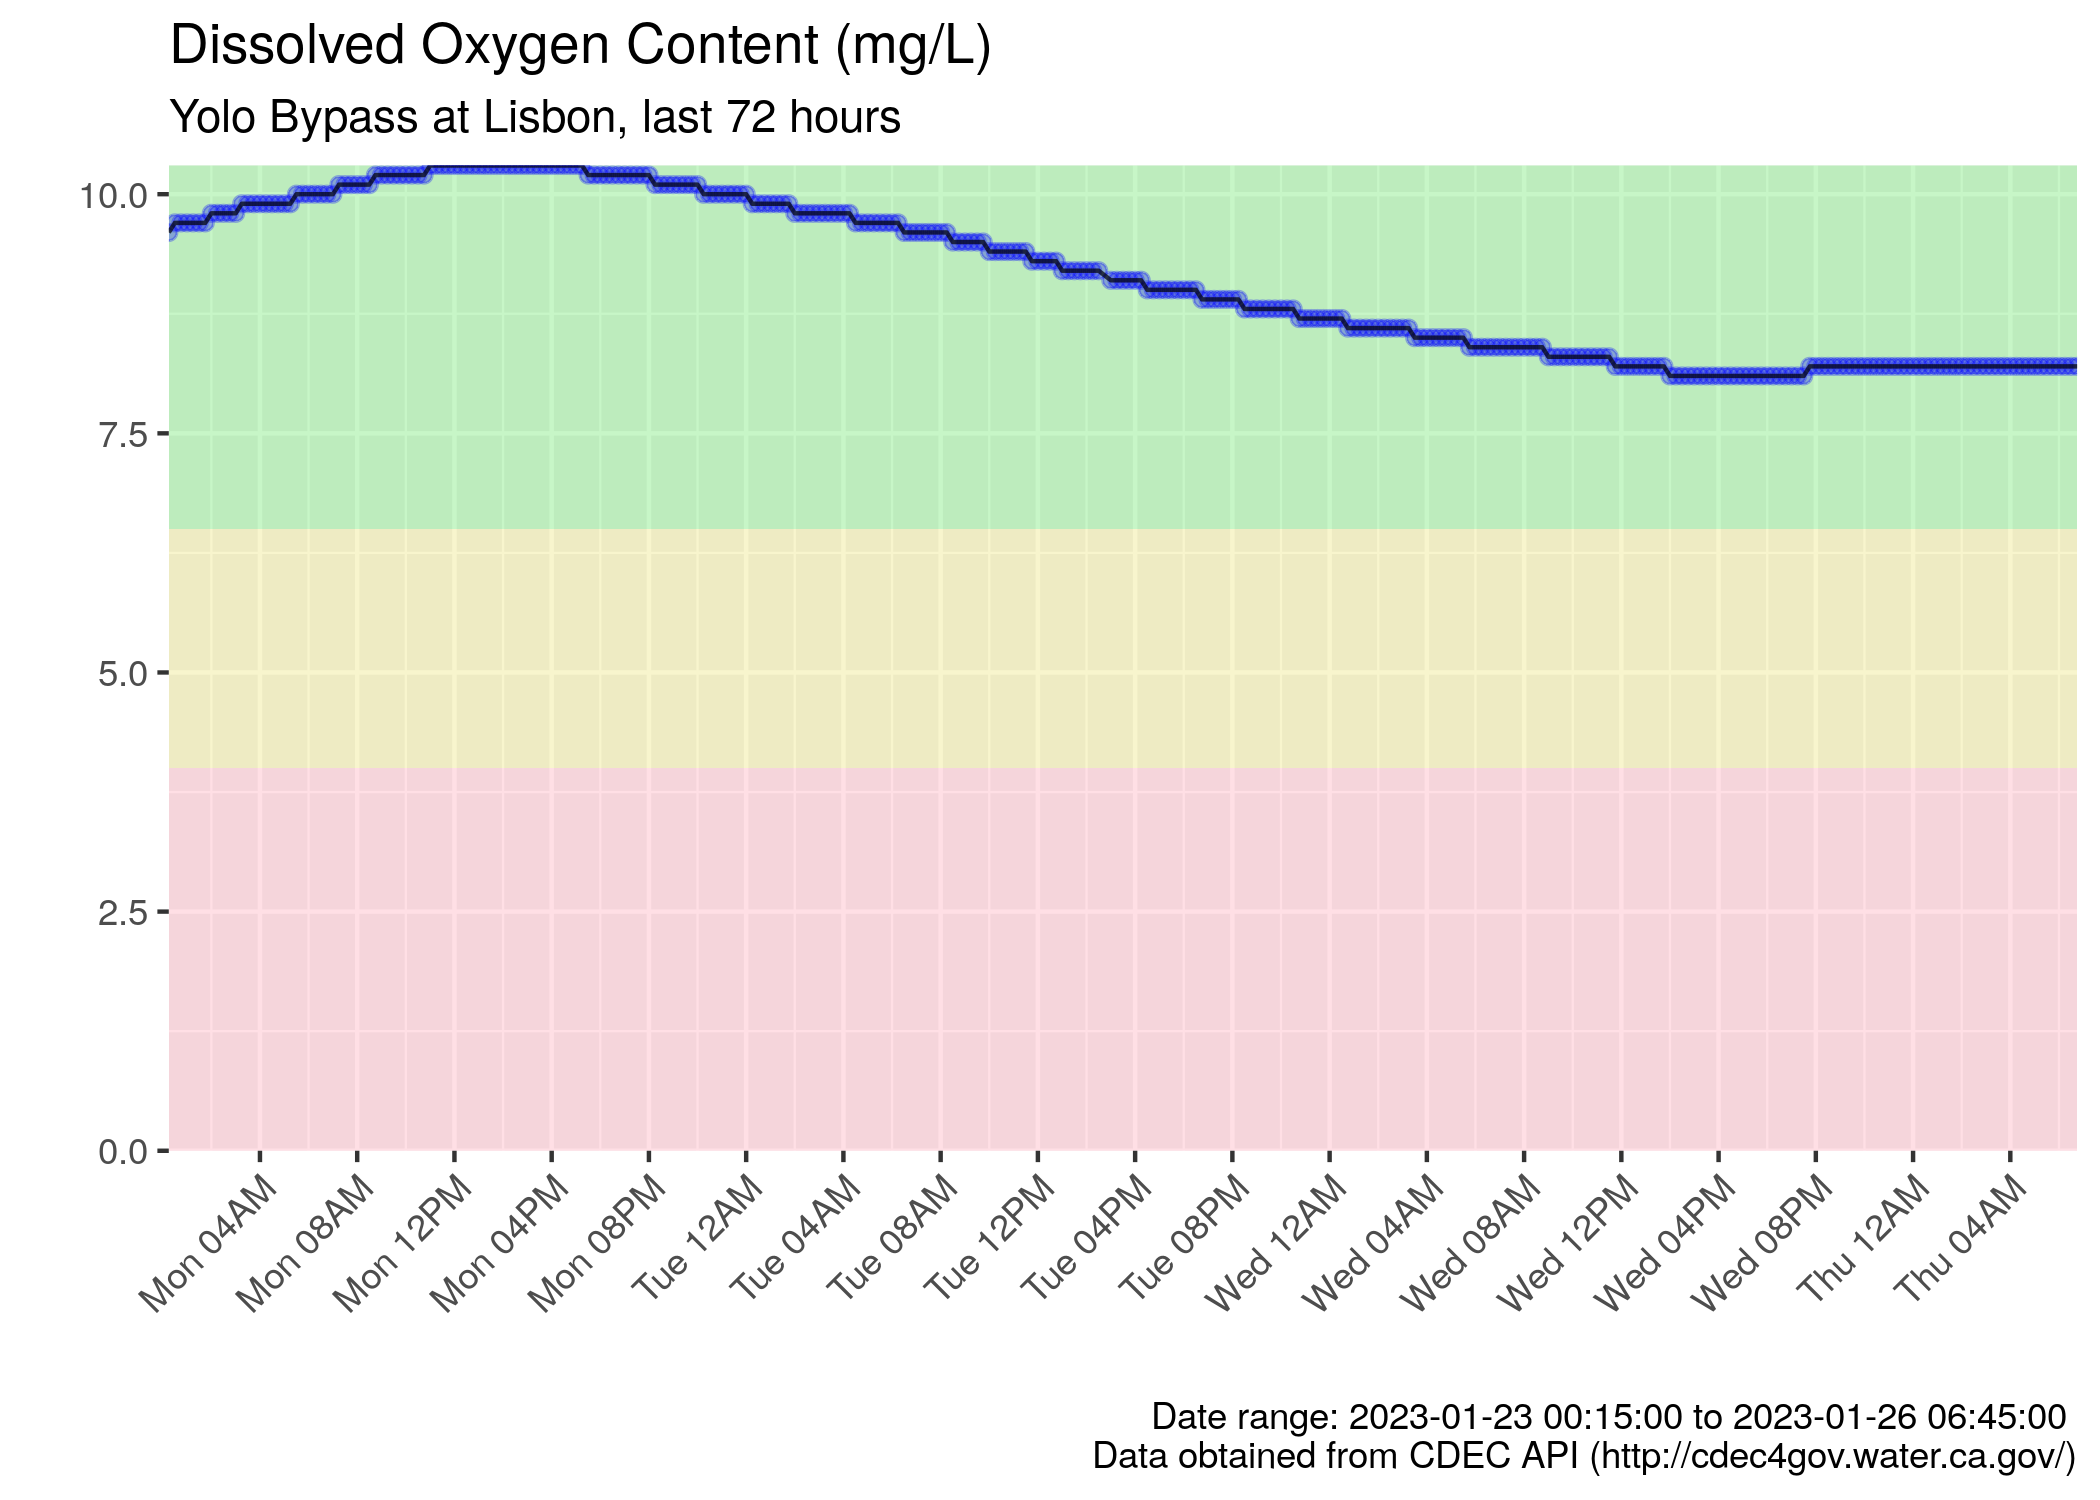 Dissolved Oxygen Content (mg/L)
Yolo Bypass at Lisbon, last 72 hours
10.0
7.5
5.0
2.5
0.0
Mon 04AM
Mon 08AM
Mon 12PM
Mon 04PM
Mon 08PM
Tue 12AM
Tue 04AM
Tue 08AM
Tue 12PM
Tue 04PM
Tue 08PM
Wed 12AM
Wed 04AM
Wed 08AM
Wed 12PM
Wed 04PM
Wed 08PM
Thu 12AM
Thu 04AM
Date range: 2023-01-23 00:15:00 to 2023-01-26 06:45:00
Data obtained from CDEC API (http://cdec4gov.water.ca.gov/)